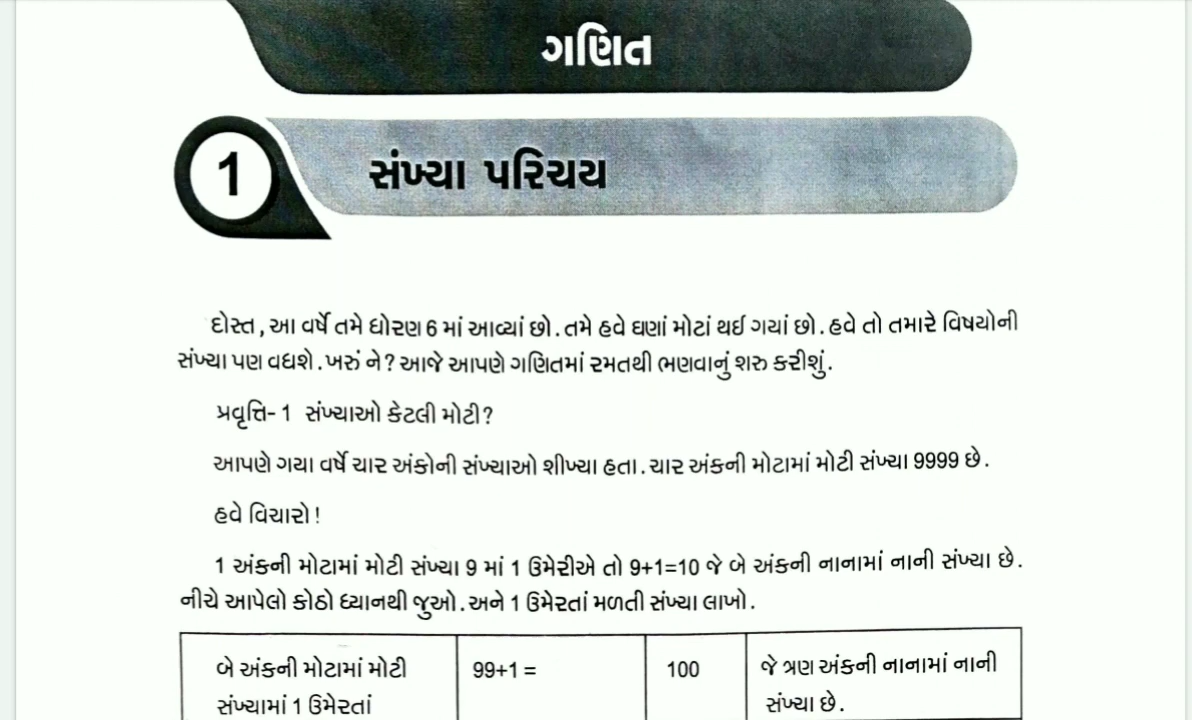 ગણિત
1
સંખ્યા પરિચય
દોસ્ત, આ વર્ષે તમે ધોરણ 6 માં આવ્યાં છો. તમે હવે ઘણાં મોટાં થઈ ગયાં છો. હવે તો તમારે વિષયોની
સંખ્યા પણ વધશે. ખરું ને? આજે આપણે ગણિતમાં રમતથી ભણવાનું શરુ કરીશું.
પ્રવૃત્તિ- 1 સંખ્યાઓ કેટલી મોટી?
આપણે ગયા વર્ષે ચાર અંકોની સંખ્યાઓ શીખ્યા હતા. ચાર અંકની મોટામાં મોટી સંખ્યા 9999 છે.
હવે વિચારો!
1 અંકની મોટામાં મોટી સંખ્યા 9 માં 1 ઉમેરીએ તો 9+1=10 જે બે અંકની નાનામાં નાની સંખ્યા છે.
નીચે આપેલો કોઠો ધ્યાનથી જુઓ. અને 1 ઉમેરતાં મળતી સંખ્યા લાખો.
બે અંકની મોટામાં મોટી 99+1 = 100 જે ત્રણ અંકની નાનામાં નાની
સંખ્યામાં 1 ઉમેરતાં સંખ્યા છે.